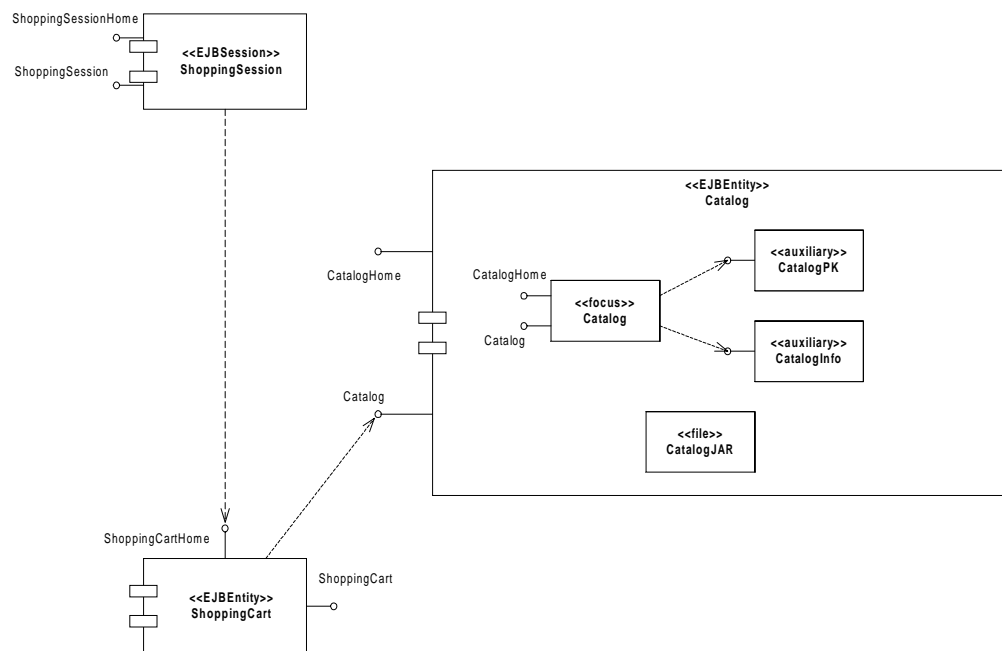 ShoppingSessionHome
<<EJBSession>>
ShoppingSession
ShoppingSession
<<EJBEntity>>
Catalog
<<auxiliary>>
CatalogPK
CatalogHome
CatalogHome
<<focus>>
Catalog
Catalog
<<auxiliary>>
CatalogInfo
Catalog
<<file>>
CatalogJAR
ShoppingCartHome
ShoppingCart
<<EJBEntity>>
ShoppingCart